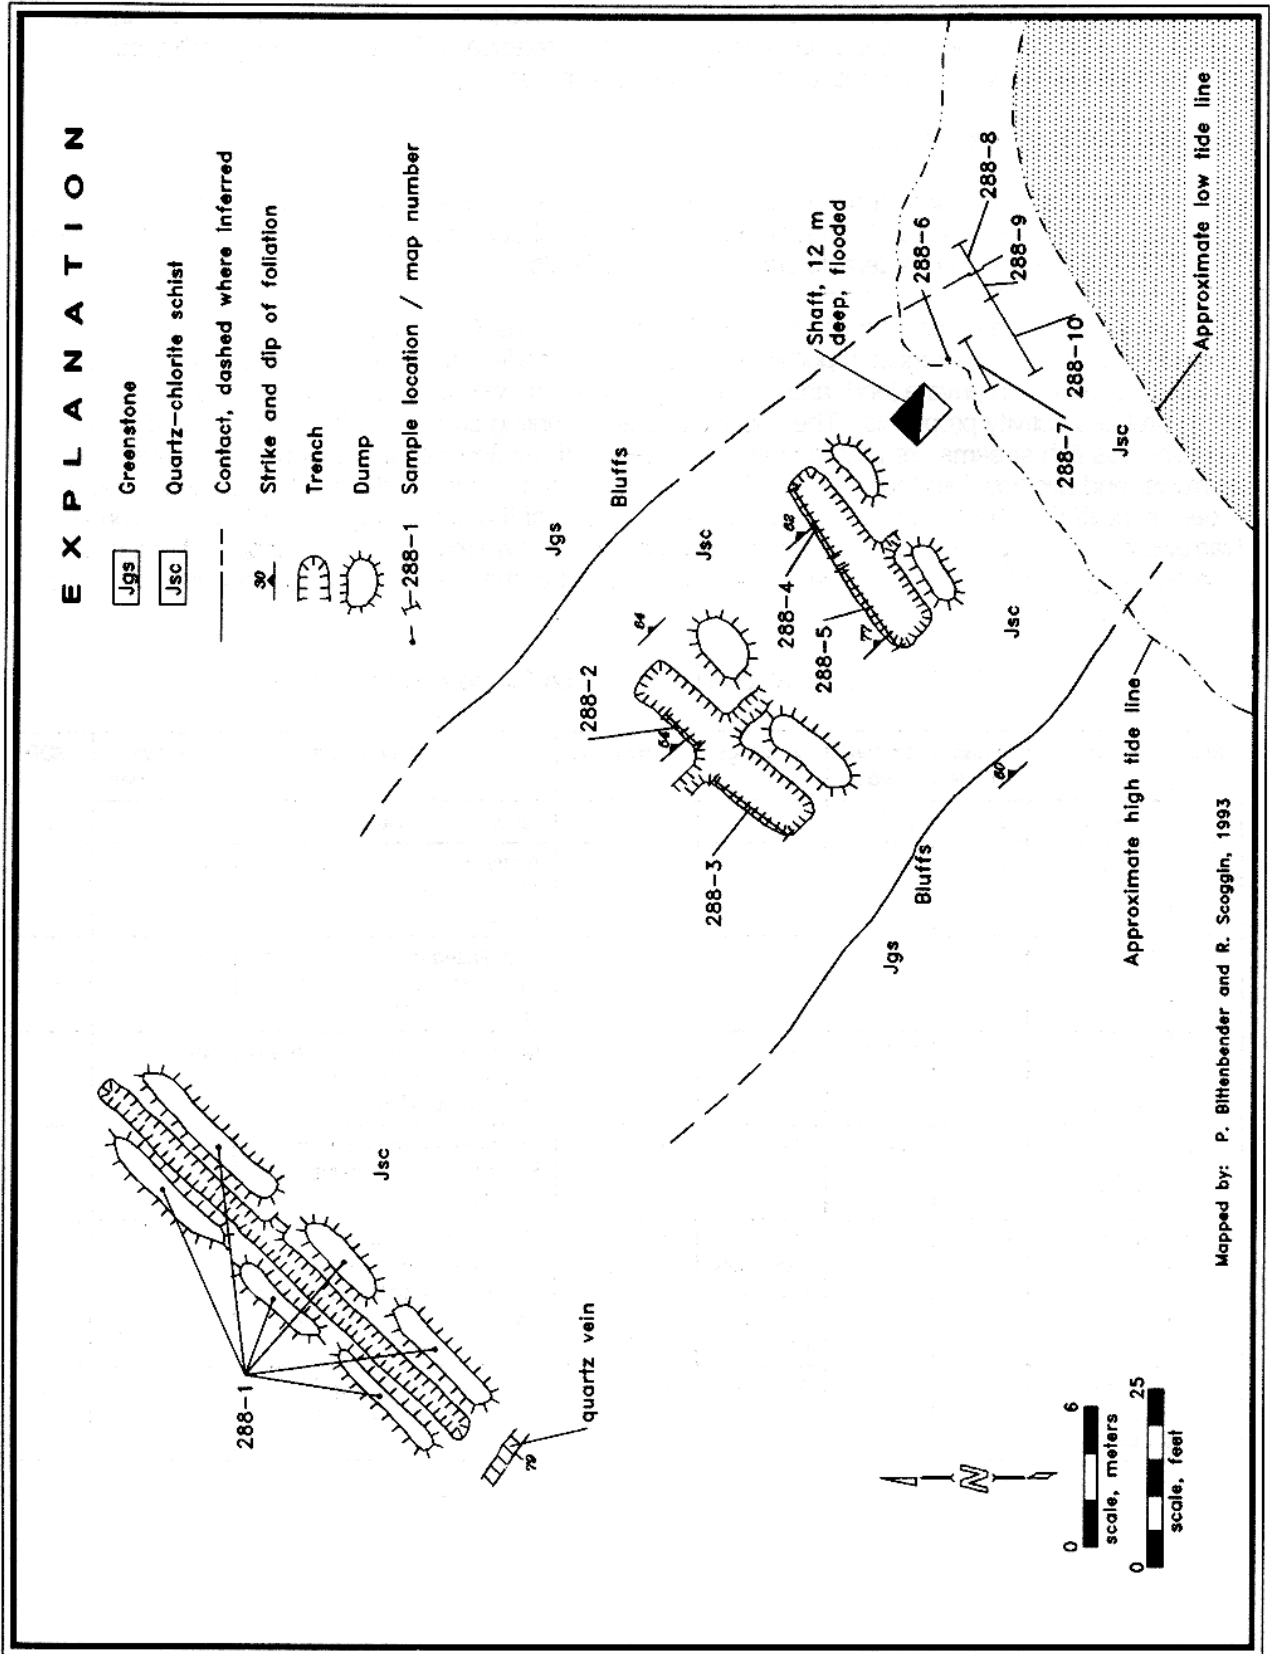 EXPLANATION
Jgs Greenstone
Jsc Quartz-chlorite schist
Contact, dashed where inferred
30 Strike and dip of foliation
Trench
Dump
288-1 Sample location / map number
288-1
Jsc
79
quartz vein
Jgs
Bluffs
Jsc
64
288-2
64
288-3
62
288-4
288-5
77
Shaft, 12 m
deep, flooded
288-6
288-8
288-9
288-10
288-7
Jsc
Jsc
60
Bluffs
Jgs
Approximate high tide line
Approximate low tide line
N
0 6
scale, meters
0 25
scale, feet
Mapped by: P. Bittenbender and R. Scoggin, 1993